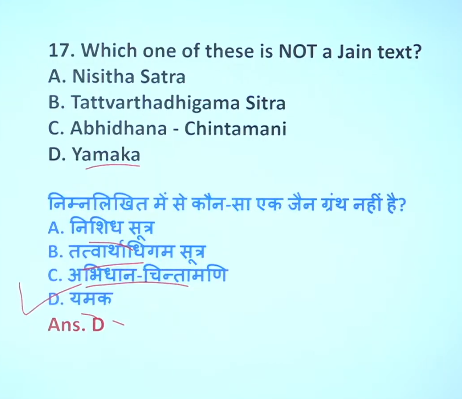 17. Which one of these is NOT a Jain text?
A. Nisitha Satra
B. Tattvarthadhigama Sitra
C. Abhidhana - Chintamani
D. Yamaka
निम्नलिखित में से कौन-सा एक जैन ग्रंथ नहीं है?
A. निशिथ सूत्र
B. तत्वार्थाधिगम सूत्र
C. अभिधान-चिन्तामणि
D. यमक
Ans. D